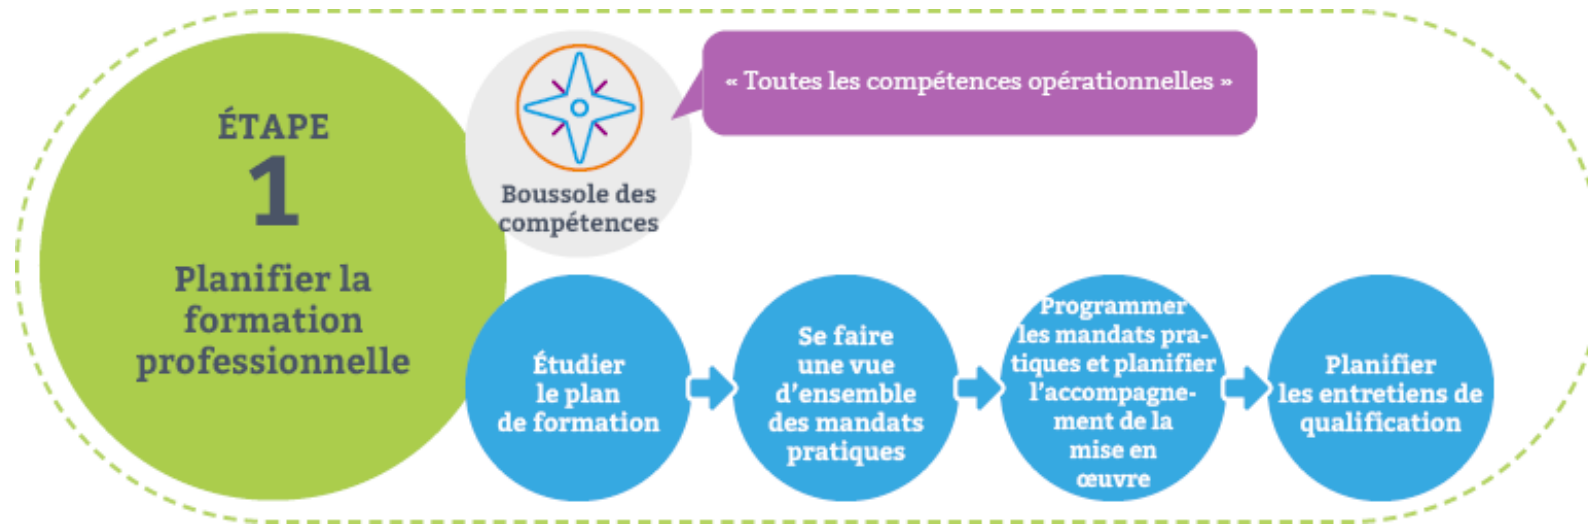 ÉTAPE
1
Planifier la
formation
professionnelle
Boussole des
compétences
« Toutes les compétences opérationnelles »
Étudier
le plan
de formation
Se faire
une vue
d’ensemble
des mandats
pratiques
Programmer
les mandats pra-
tiques et planifier
l’accompagne-
ment de la
mise en
œuvre
Planifier
les entretiens de
qualification